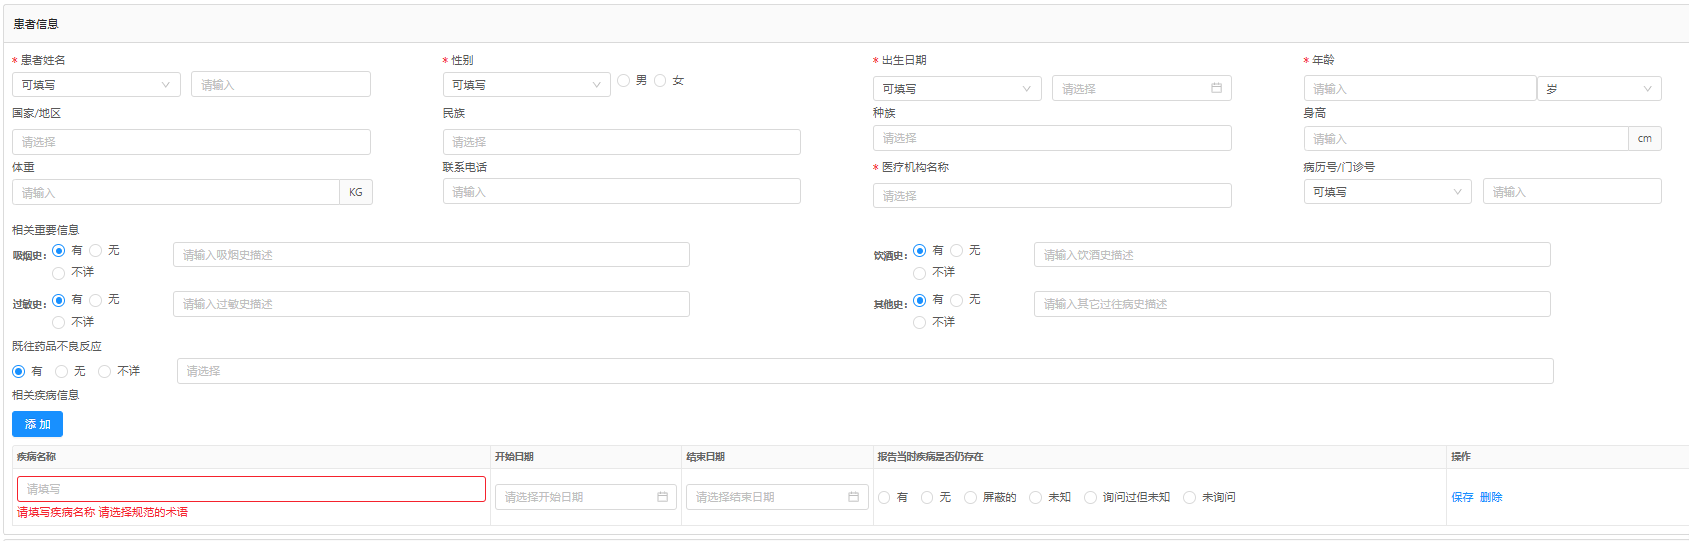 患者信息
* 患者姓名 * 性别 * 出生日期 * 年龄
可填写 请输入 可填写 男 女 可填写 请选择 请输入 岁
国家/地区 民族 种族 身高
请选择 请选择 请选择 请输入 cm
体重 联系电话 * 医疗机构名称 病历号/门诊号
请输入 KG 请输入 请选择 可填写 请输入
相关重要信息
吸烟史: 有 无 请输入吸烟史描述 饮酒史: 有 无 请输入饮酒史描述
不详 不详
过敏史: 有 无 请输入过敏史描述 其他史: 有 无 请输入其它过往病史描述
不详 不详
既往药品不良反应
有 无 不详 请选择
相关疾病信息
添 加
疾病名称 开始日期 结束日期 报告当时疾病是否仍存在 操作
请填写 请选择开始日期 请选择结束日期 有 无 屏蔽的 未知 询问过但未知 未询问 保存 删除
请填写疾病名称 请选择规范的术语